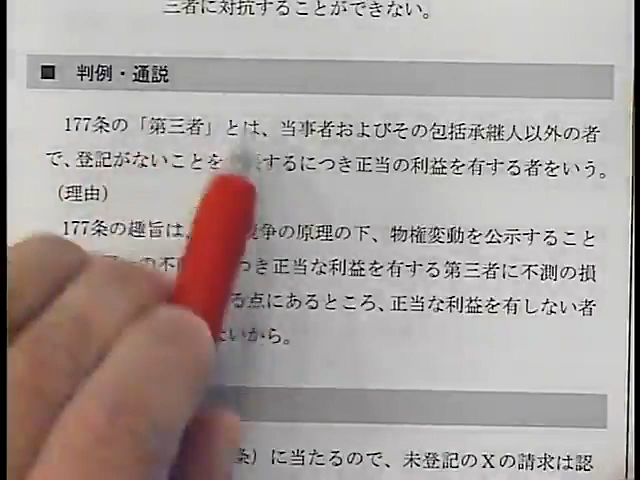 三者に対抗することができない。
■ 判例・通説
177条の「第三者」とは、当事者およびその包括承継人以外の者
で、登記がないことを するにつき正当の利益を有する者をいう。
(理由)
177条の趣旨は、 競争の原理の下、物権変動を公示すること
の不 つき正当な利益を有する第三者に不測の損
る点にあるところ、正当な利益を有しない者
ないから。
条)に当たるので、未登記のXの請求は認